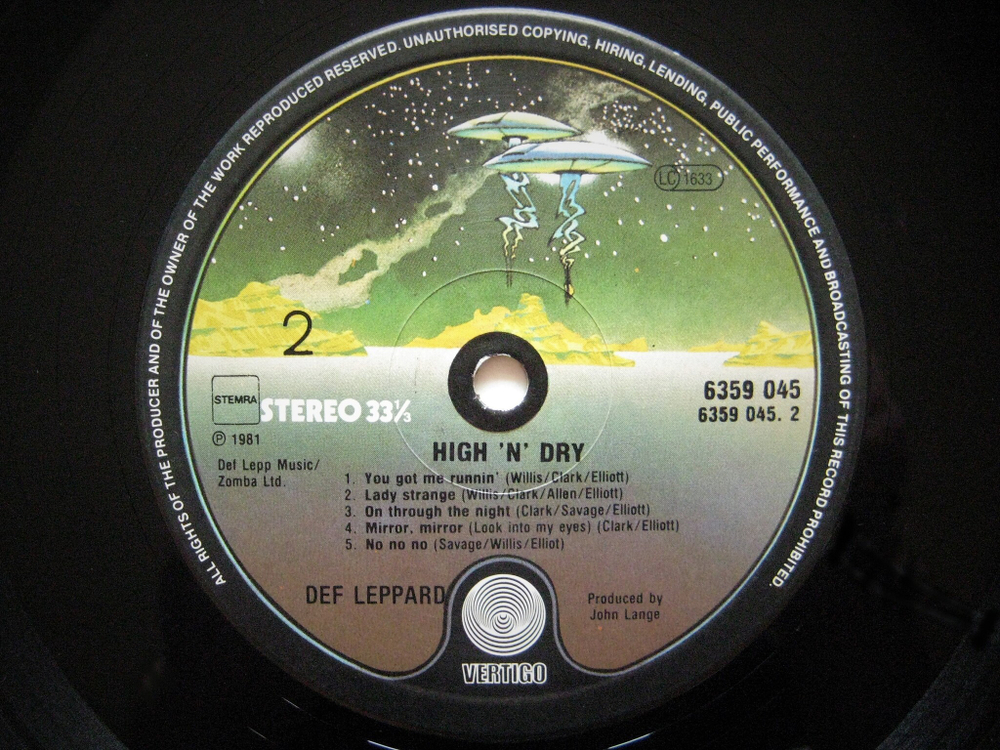 ALL RIGHTS OF THE PRODUCER AND OF THE OWNER OF THE WORK REPRODUCED RESERVED. UNAUTHORISED COPYING, HIRING, LENDING, PUBLIC PERFORMANCE AND BROADCASTING OF THIS RECORD PROHIBITED.
LC 1633
2
STEMRA
STEREO 33⅓
6359 045
6359 045. 2
℗ 1981
HIGH 'N' DRY
Def Lepp Music/
Zomba Ltd.
1. You got me runnin' (Willis/Clark/Elliott)
2. Lady strange (Willis/Clark/Allen/Elliott)
3. On through the night (Clark/Savage/Elliott)
4. Mirror, mirror (Look into my eyes) (Clark/Elliott)
5. No no no (Savage/Willis/Elliot)
DEF LEPPARD
Produced by
John Lange
VERTIGO